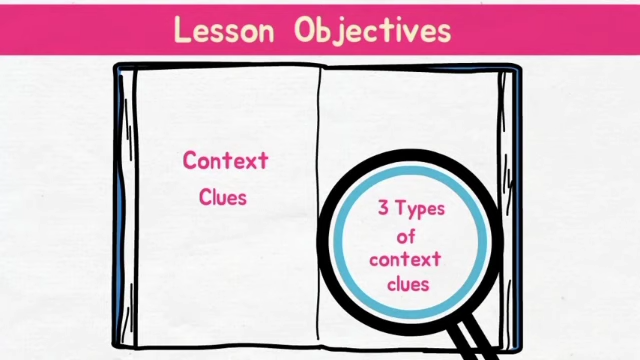 Lesson Objectives
Context
Clues
3 Types
of
context
clues